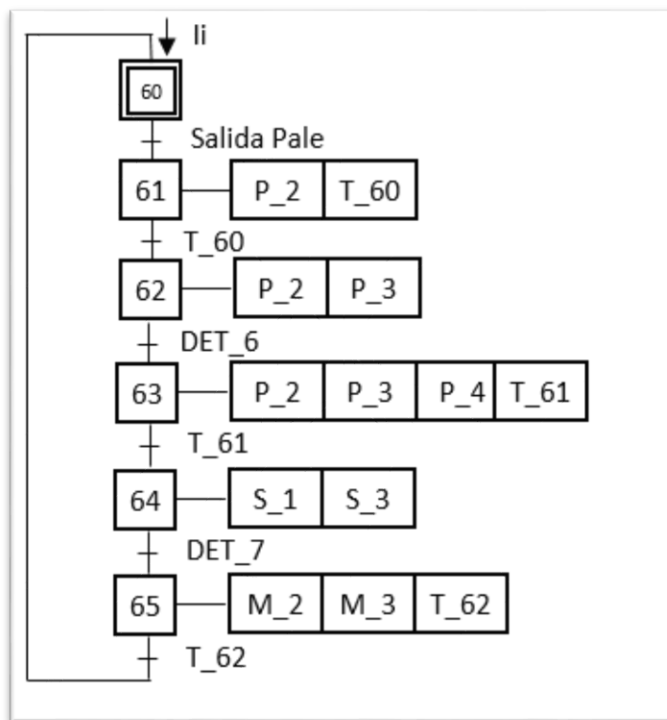 Ii
60
Salida Pale
61 P_2 T_60
T_60
62 P_2 P_3
DET_6
63 P_2 P_3 P_4 T_61
T_61
64 S_1 S_3
DET_7
65 M_2 M_3 T_62
T_62